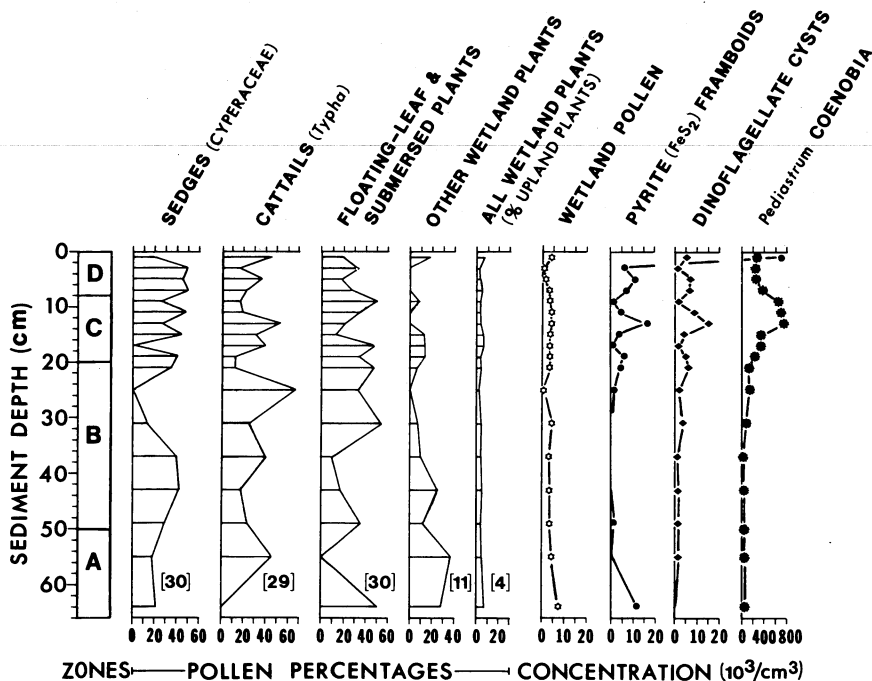 SEDGES (CYPERACEAE)
CATTAILS (Typha)
FLOATING-LEAF &
SUBMERSED PLANTS
OTHER WETLAND PLANTS
ALL WETLAND PLANTS
(% UPLAND PLANTS)
WETLAND POLLEN
PYRITE (FeS2) FRAMBOIDS
DINOFLAGELLATE CYSTS
Pediastrum COENOBIA
SEDIMENT DEPTH (cm)
0
10
20
30
40
50
60
D
C
B
A
[30]
[29]
[30]
[11]
[4]
0 20 40 60
0 20 40 60 80
0 20 40 60
0 20 40
0
0 10 20
0 10 20
0 10 20
0 400 800
ZONES
POLLEN PERCENTAGES
CONCENTRATION (10³/cm³)